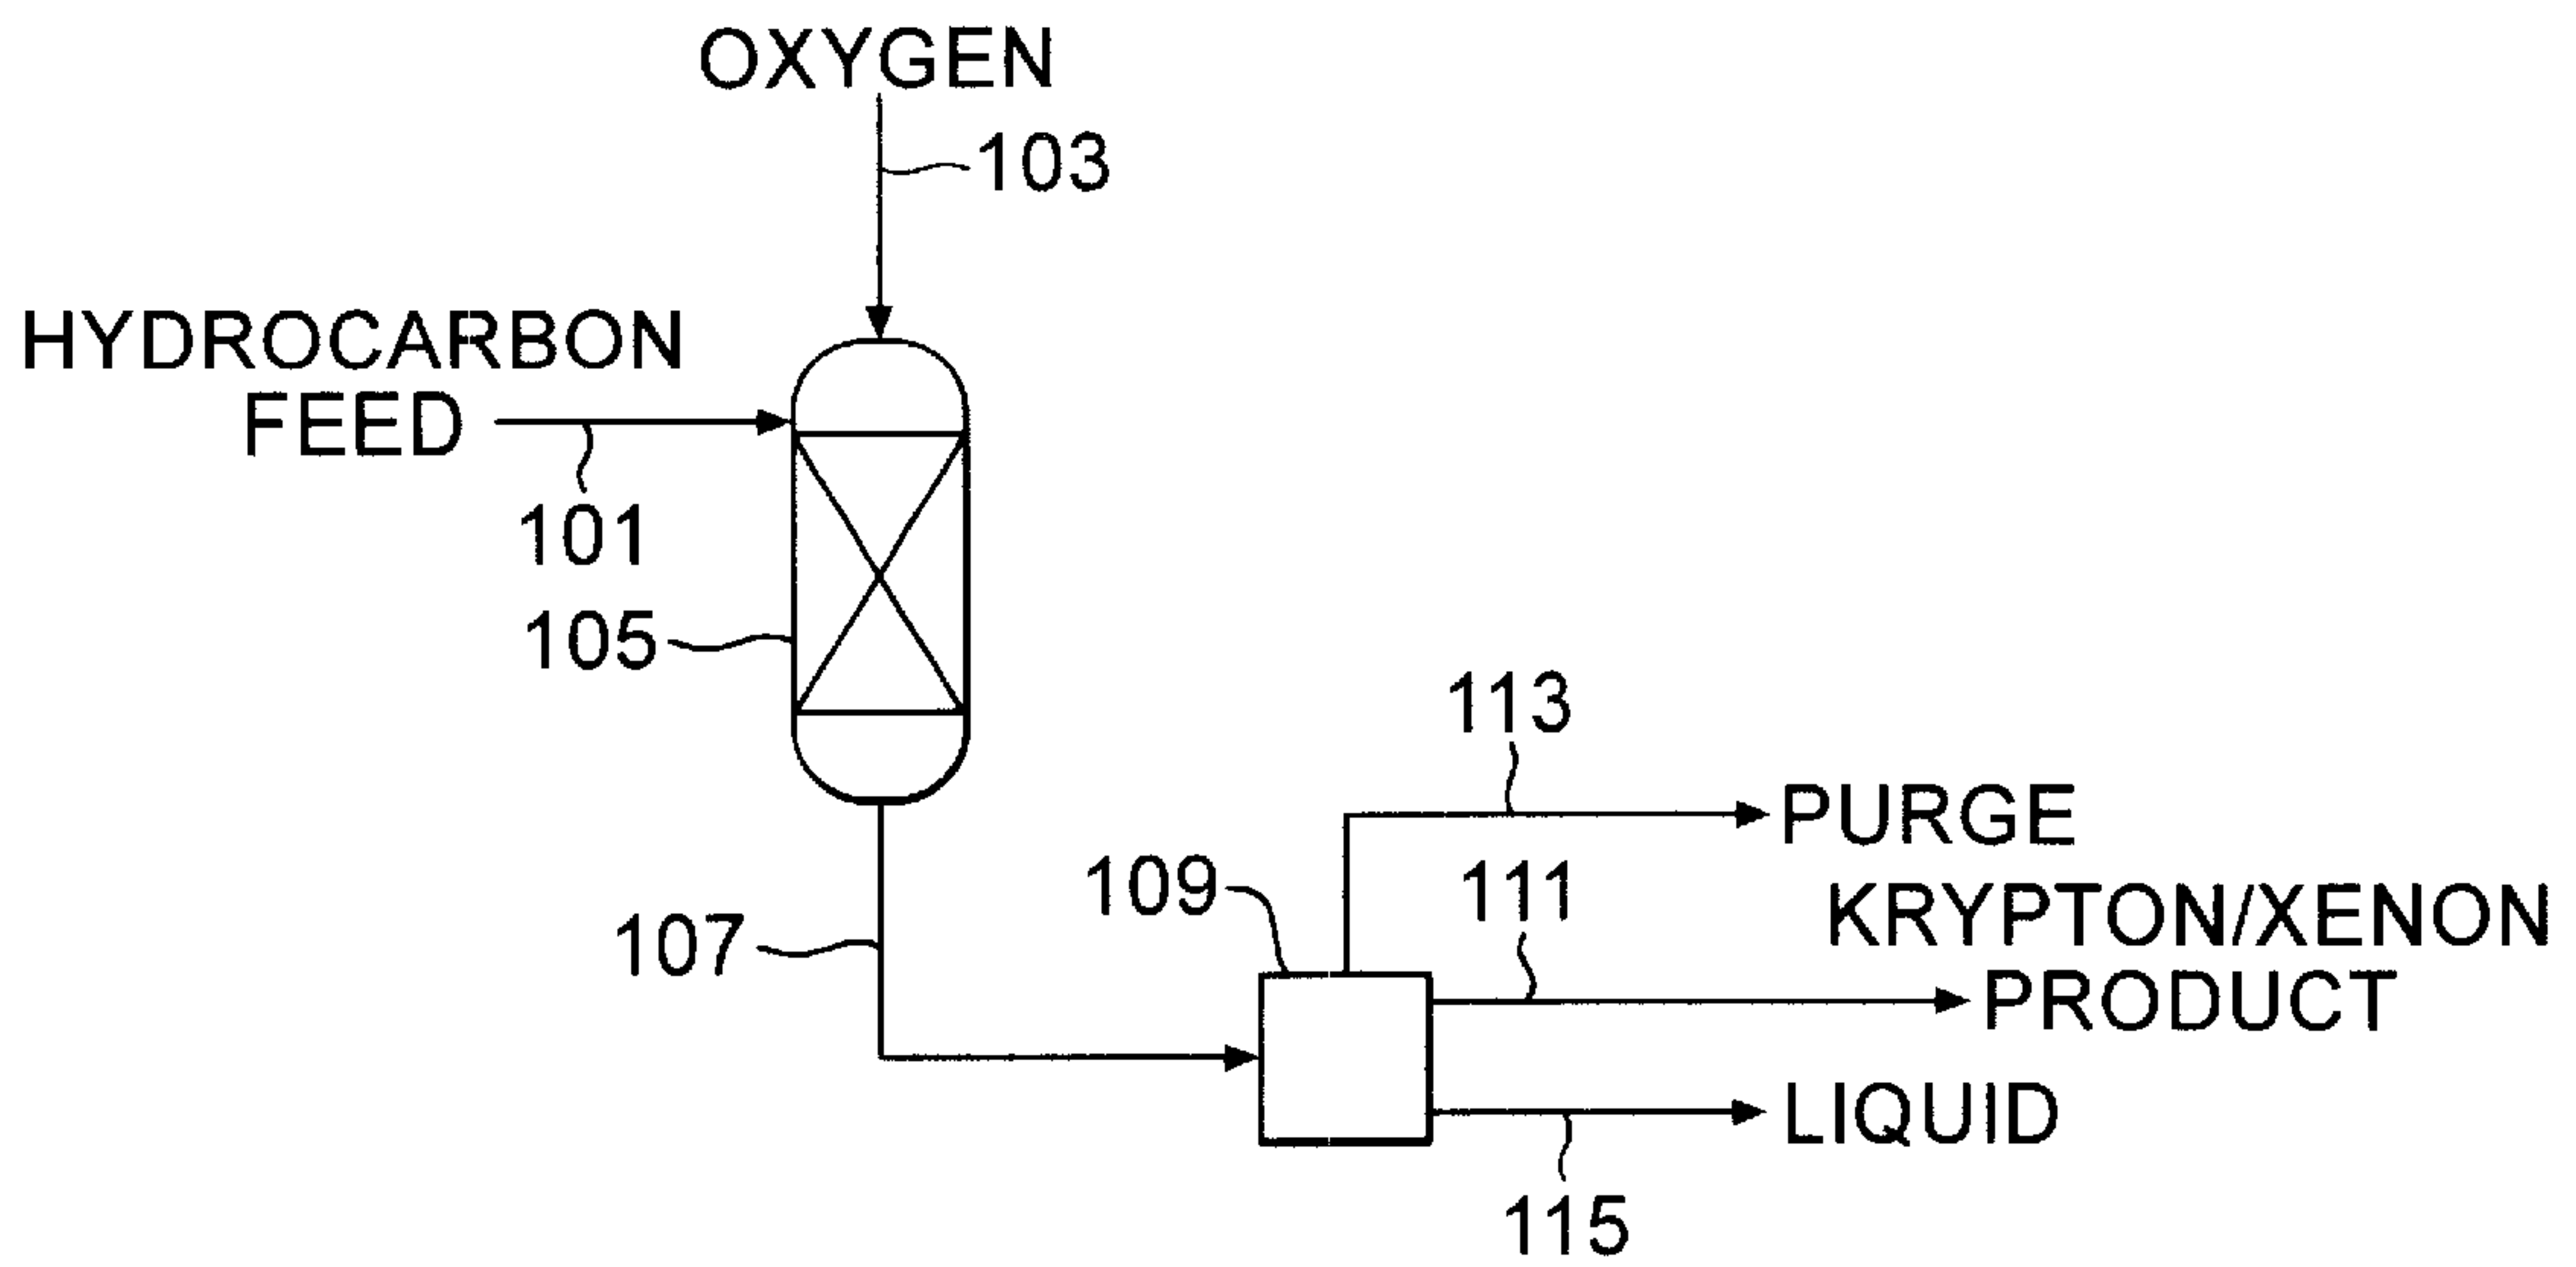 OXYGEN
103
HYDROCARBON
FEED
101
105
113
PURGE
109
111
KRYPTON/XENON
PRODUCT
107
LIQUID
115